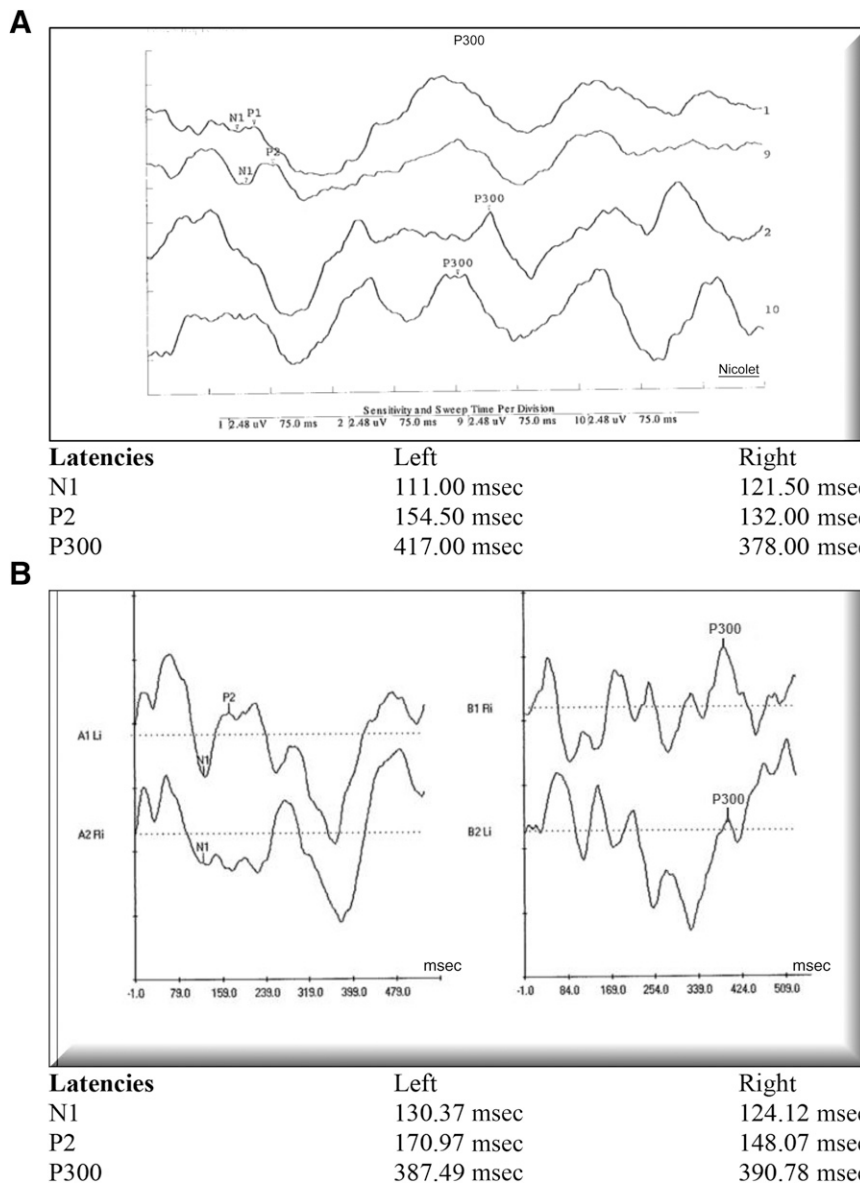 A
P300
N1 P1
1
P2
N1
9
P300
2
P300
10
Nicolet
Sensitivity and Sweep Time Per Division
1 2.48 uV 75.0 ms 2 2.48 uV 75.0 ms 9 2.48 uV 75.0 ms 10 2.48 uV 75.0 ms
Latencies Left Right
N1 111.00 msec 121.50 msec
P2 154.50 msec 132.00 msec
P300 417.00 msec 378.00 msec
B
P300
P2
A1 Li
B1 Ri
N1
P300
A2 Ri
B2 Li
N1
msec
msec
-1.0 79.0 159.0 239.0 319.0 399.0 479.0
-1.0 84.0 169.0 254.0 339.0 424.0 509.0
Latencies Left Right
N1 130.37 msec 124.12 msec
P2 170.97 msec 148.07 msec
P300 387.49 msec 390.78 msec